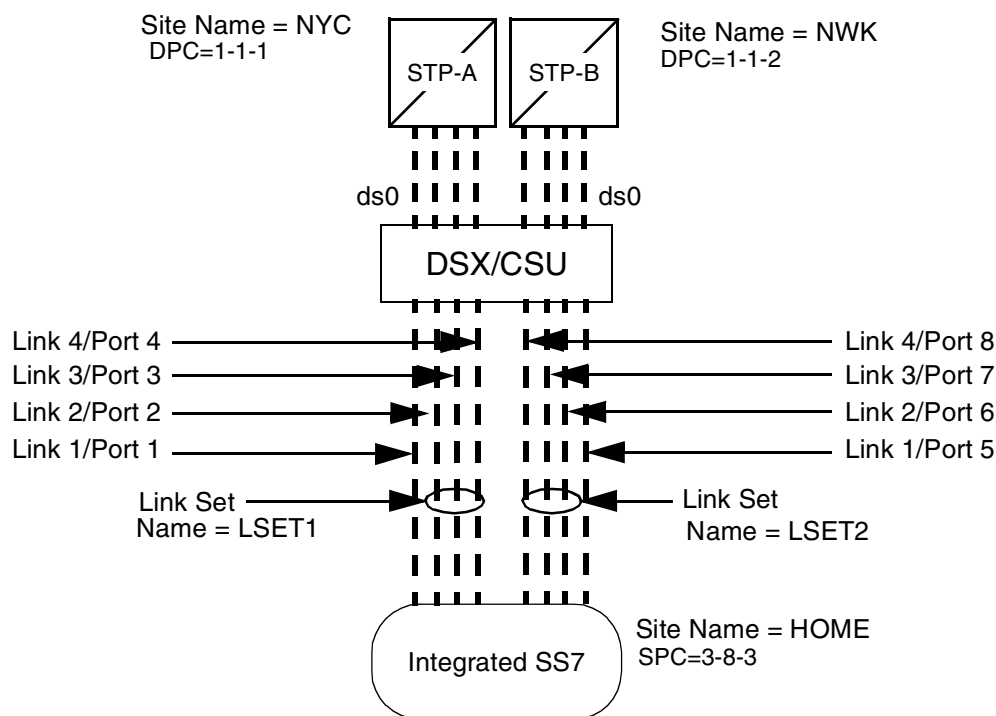 Site Name = NYC
DPC=1-1-1
Site Name = NWK
DPC=1-1-2
STP-A
STP-B
ds0
ds0
DSX/CSU
Link 4/Port 4
Link 4/Port 8
Link 3/Port 3
Link 3/Port 7
Link 2/Port 2
Link 2/Port 6
Link 1/Port 1
Link 1/Port 5
Link Set
Name = LSET1
Link Set
Name = LSET2
Integrated SS7
Site Name = HOME
SPC=3-8-3